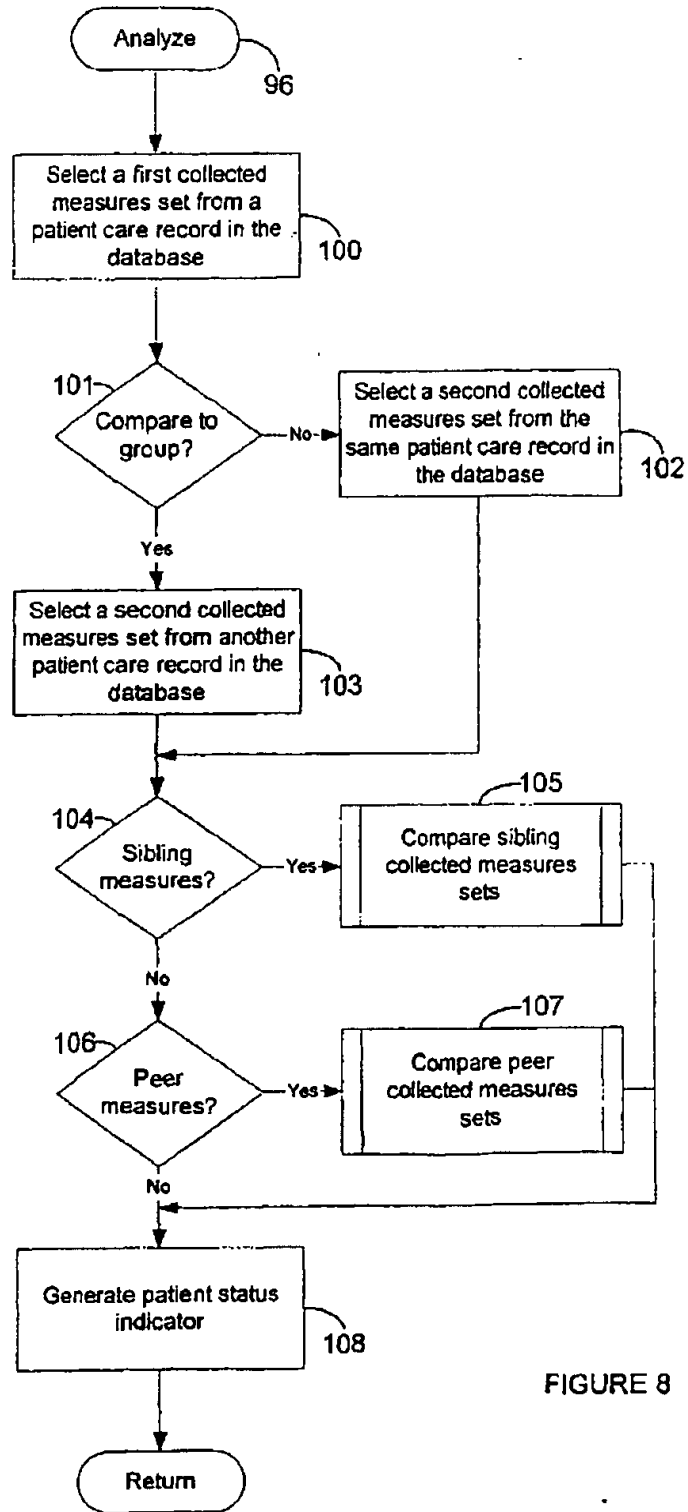 Analyze
96
Select a first collected
measures set from a
patient care record in the
database
100
101
Compare to
group?
No
Select a second collected
measures set from the
same patient care record in
the database
102
Yes
Select a second collected
measures set from another
patient care record in the
database
103
104
Sibling
measures?
Yes
105
Compare sibling
collected measures
sets
No
106
Peer
measures?
Yes
107
Compare peer
collected measures
sets
No
Generate patient status
indicator
108
FIGURE 8
Return